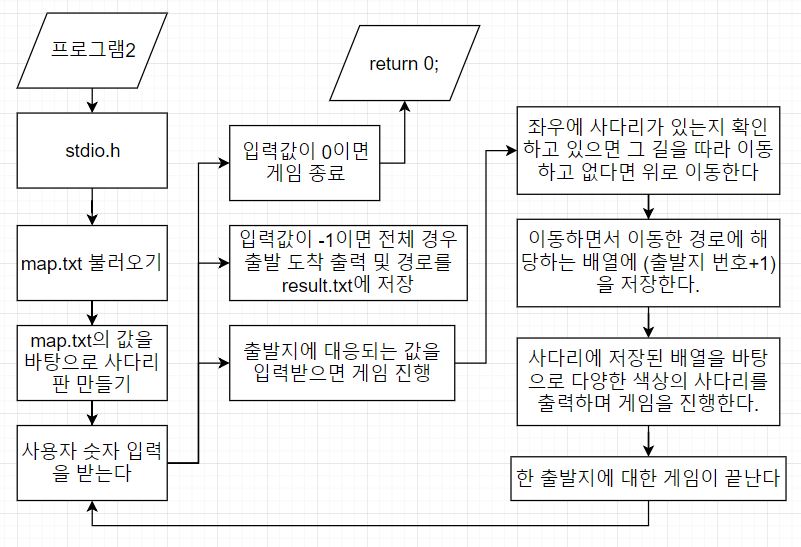 프로그램2
stdio.h
map.txt 불러오기
map.txt의 값을
바탕으로 사다리
판 만들기
사용자 숫자 입력
을 받는다
입력값이 0이면
게임 종료
return 0;
입력값이 -1이면 전체 경우
출발 도착 출력 및 경로를
result.txt에 저장
출발지에 대응되는 값을
입력받으면 게임 진행
좌우에 사다리가 있는지 확인
하고 있으면 그 길을 따라 이동
하고 없다면 위로 이동한다
이동하면서 이동한 경로에 해
당하는 배열에 (출발지 번호+1)
을 저장한다.
사다리에 저장된 배열을 바탕
으로 다양한 색상의 사다리를
출력하며 게임을 진행한다.
한 출발지에 대한 게임이 끝난다